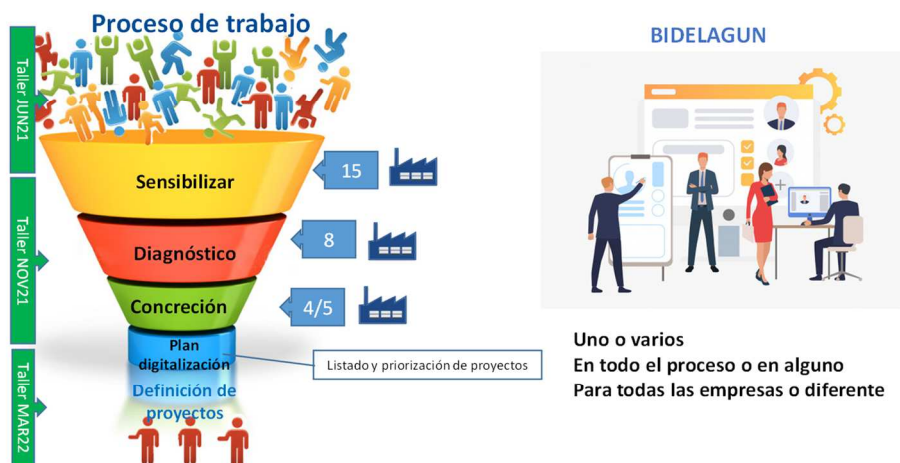 Proceso de trabajo
Taller JUN21
Taller NOV21
Taller MAR22
Sensibilizar
15
Diagnóstico
8
Concreción
4/5
Plan
digitalización
Listado y priorización de proyectos
Definición de
proyectos
BIDELAGUN
Uno o varios
En todo el proceso o en alguno
Para todas las empresas o diferente